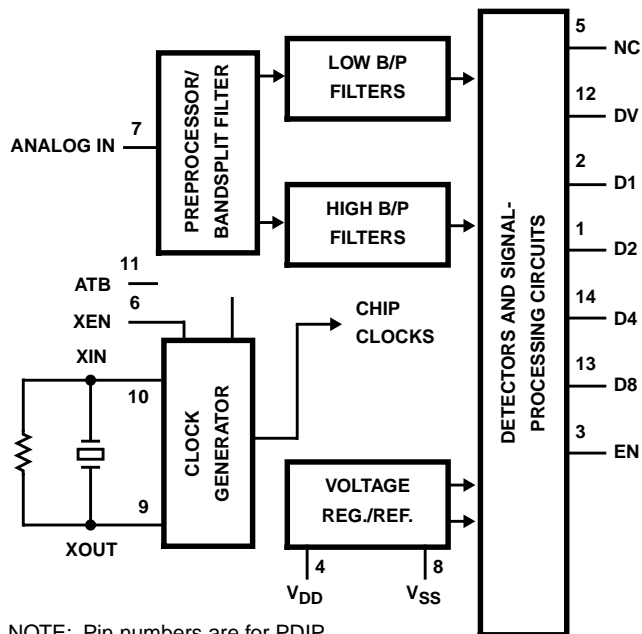 5
NC
LOW B/P
FILTERS
PREPROCESSOR/
BANDSPLIT FILTER
12
DV
7
ANALOG IN
2
D1
HIGH B/P
FILTERS
1
D2
DETECTORS AND SIGNAL-
PROCESSING CIRCUITS
11
ATB
6
XEN
CHIP
CLOCKS
14
D4
XIN
10
CLOCK
GENERATOR
13
D8
3
EN
VOLTAGE
REG./REF.
9
XOUT
4
8
VDD
VSS
NOTE: Pin numbers are for PDIP